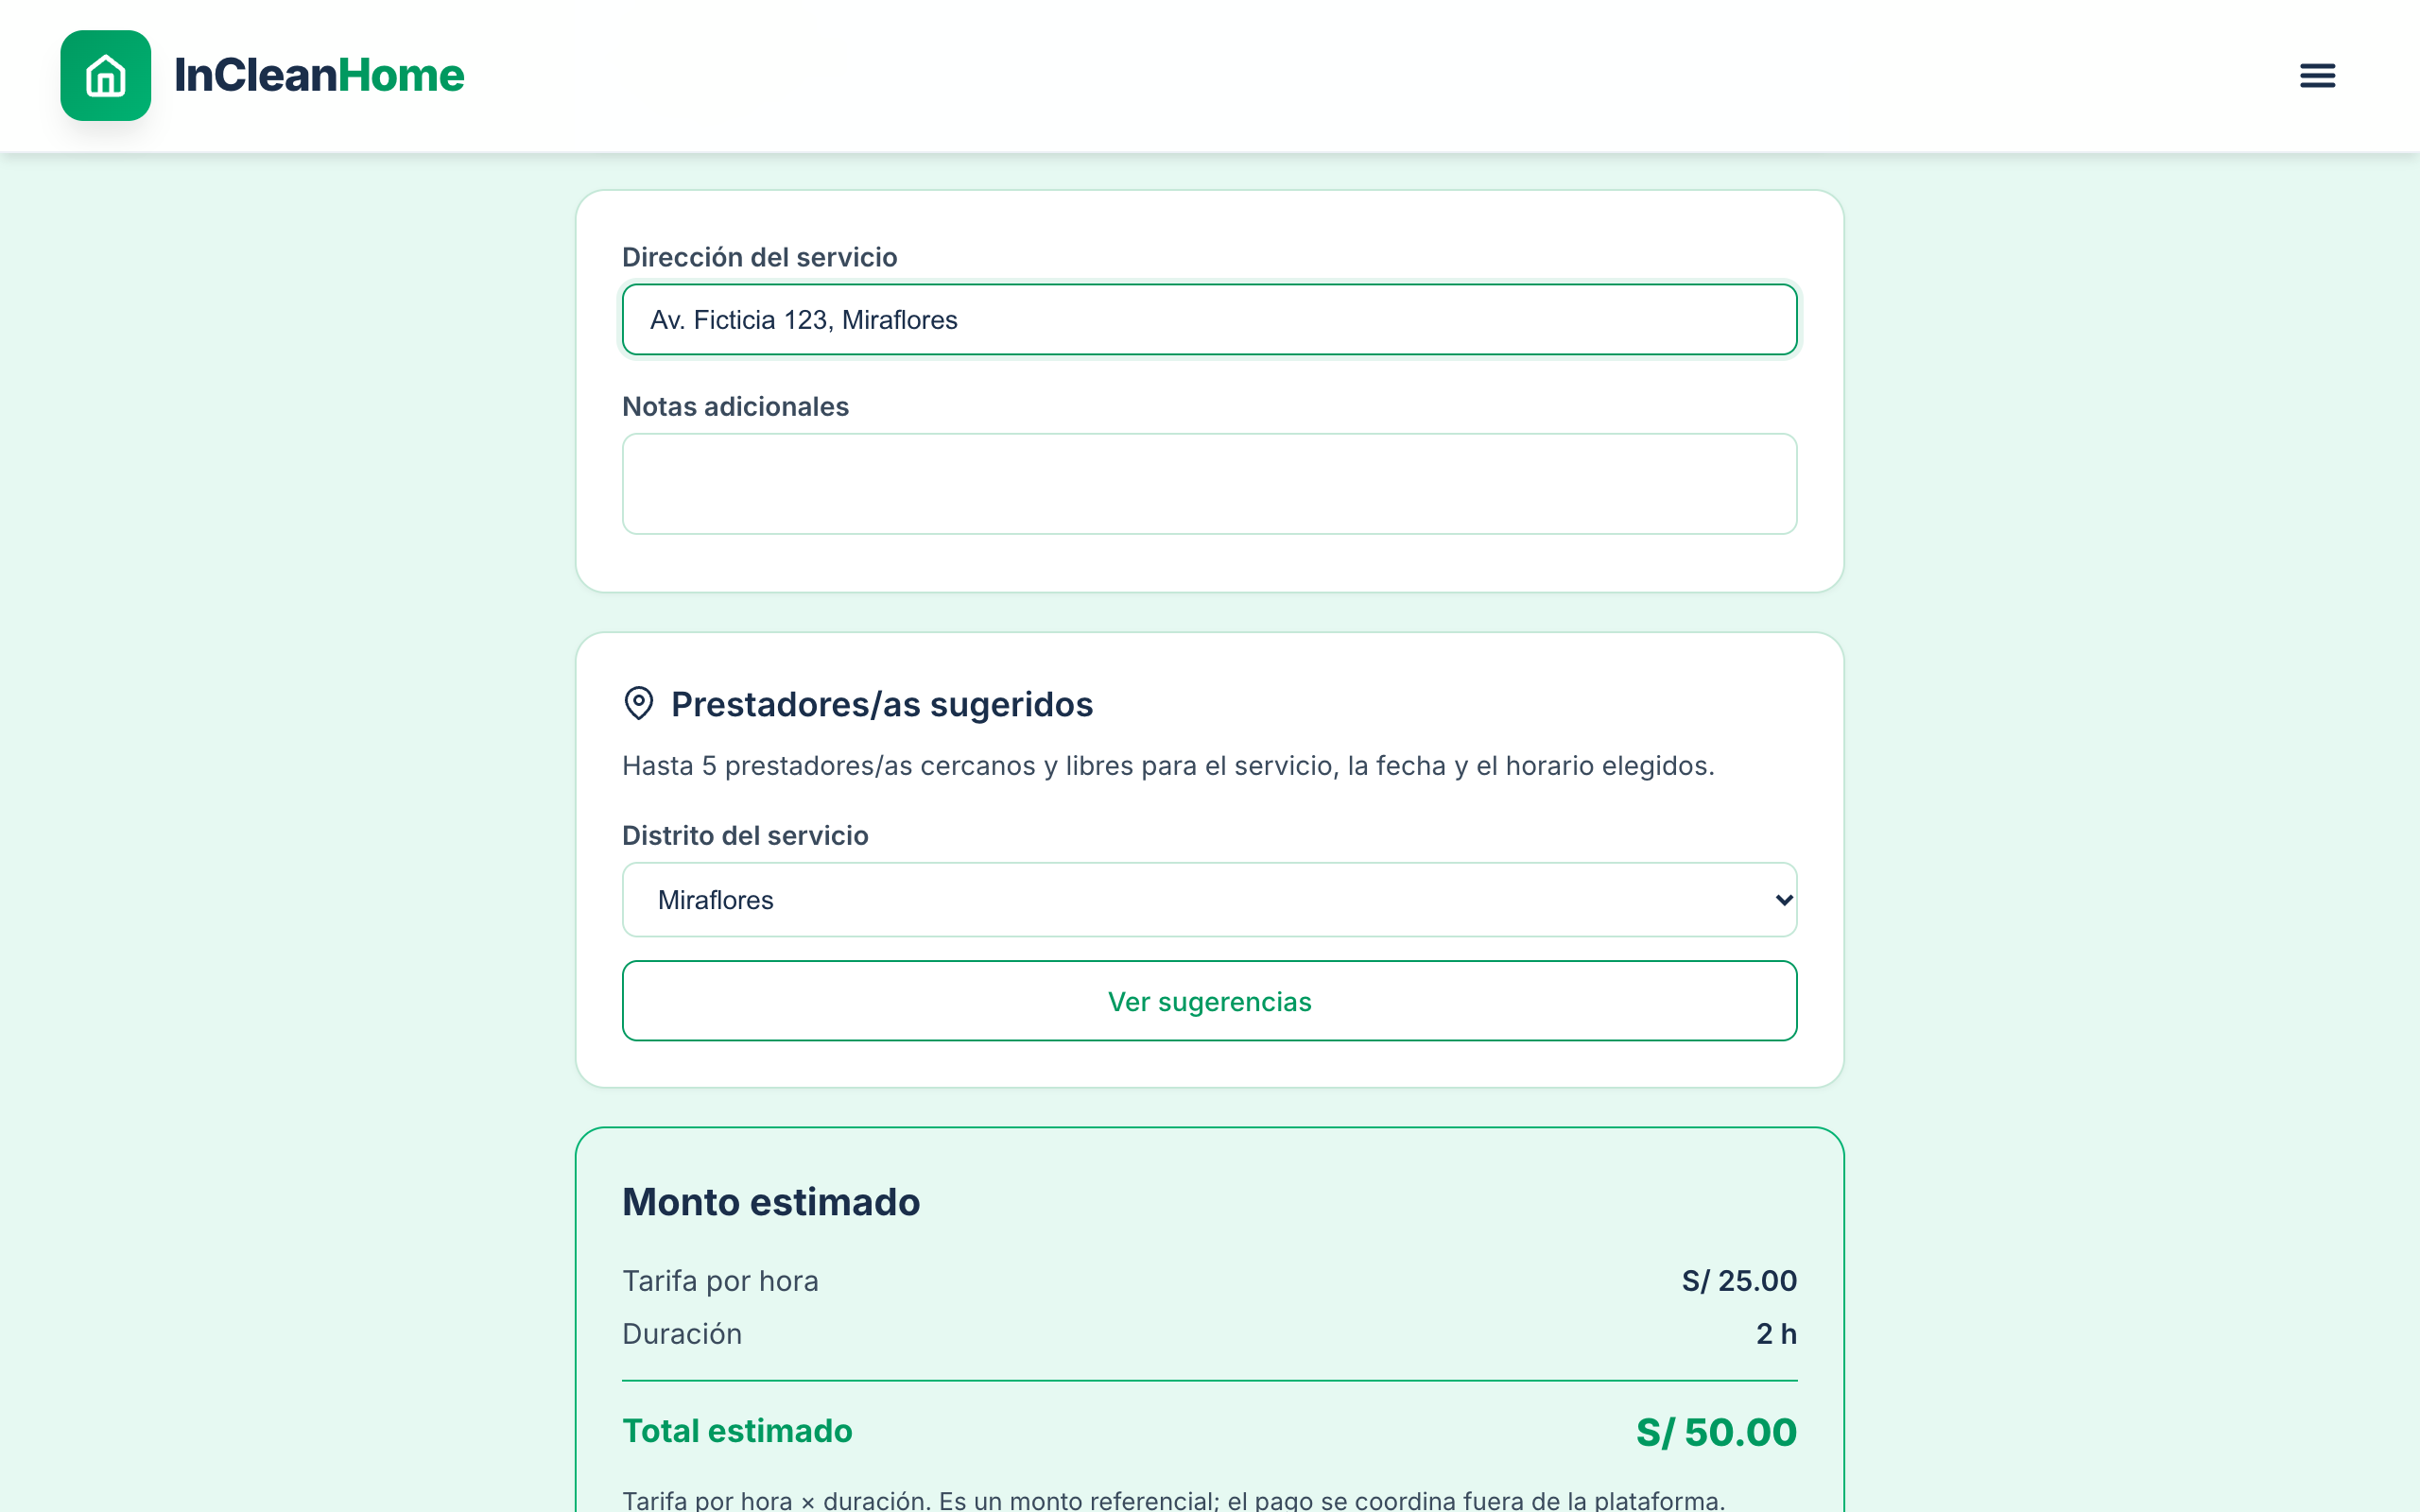 InCleanHome
Dirección del servicio
Av. Ficticia 123, Miraflores
Notas adicionales
Prestadores/as sugeridos
Hasta 5 prestadores/as cercanos y libres para el servicio, la fecha y el horario elegidos.
Distrito del servicio
Miraflores
Ver sugerencias
Monto estimado
Tarifa por hora S/ 25.00
Duración 2 h
Total estimado S/ 50.00
Tarifa por hora × duración. Es un monto referencial; el pago se coordina fuera de la plataforma.